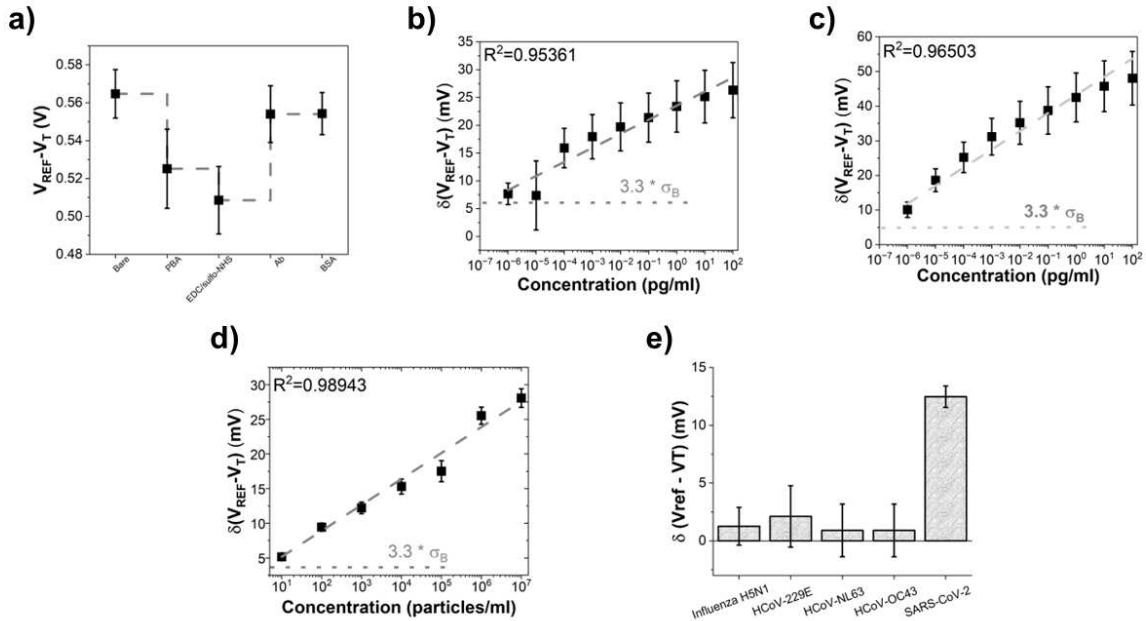 a)
V_REF-V_T (V)
0.58
0.56
0.54
0.52
0.50
0.48
Bare
PBA
EDC/sulfo-NHS
Ab
BSA
b)
δ(V_REF-V_T) (mV)
R²=0.95361
35
30
25
20
15
10
5
0
3.3 * σ_B
10⁻⁷ 10⁻⁶ 10⁻⁵ 10⁻⁴ 10⁻³ 10⁻² 10⁻¹ 10⁰ 10¹ 10²
Concentration (pg/ml)
c)
δ(V_REF-V_T) (mV)
R²=0.96503
60
50
40
30
20
10
0
3.3 * σ_B
10⁻⁷ 10⁻⁶ 10⁻⁵ 10⁻⁴ 10⁻³ 10⁻² 10⁻¹ 10⁰ 10¹ 10²
Concentration (pg/ml)
d)
δ(V_REF-V_T) (mV)
R²=0.98943
30
25
20
15
10
5
3.3 * σ_B
10¹ 10² 10³ 10⁴ 10⁵ 10⁶ 10⁷
Concentration (particles/ml)
e)
δ (Vref - VT) (mV)
15
10
5
0
Influenza H5N1
HCoV-229E
HCoV-NL63
HCoV-OC43
SARS-CoV-2